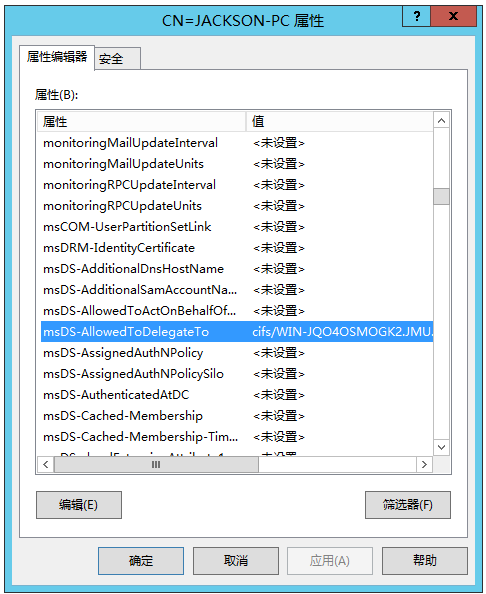 CN=JACKSON-PC 属性
? x
属性编辑器 安全
属性(B):
属性 值
monitoringMailUpdateInterval <未设置>
monitoringMailUpdateUnits <未设置>
monitoringRPCUpdateInterval <未设置>
monitoringRPCUpdateUnits <未设置>
msCOM-UserPartitionSetLink <未设置>
msDRM-IdentityCertificate <未设置>
msDS-AdditionalDnsHostName <未设置>
msDS-AdditionalSamAccountNa... <未设置>
msDS-AllowedToActOnBehalfOf... <未设置>
msDS-AllowedToDelegateTo cifs/WIN-JQO4OSMOGK2.JMU
msDS-AssignedAuthNPolicy <未设置>
msDS-AssignedAuthNPolicySilo <未设置>
msDS-AuthenticatedAtDC <未设置>
msDS-Cached-Membership <未设置>
msDS-Cached-Membership-Tim... <未设置>
编辑(E) 筛选器(F)
确定 取消 应用(A) 帮助